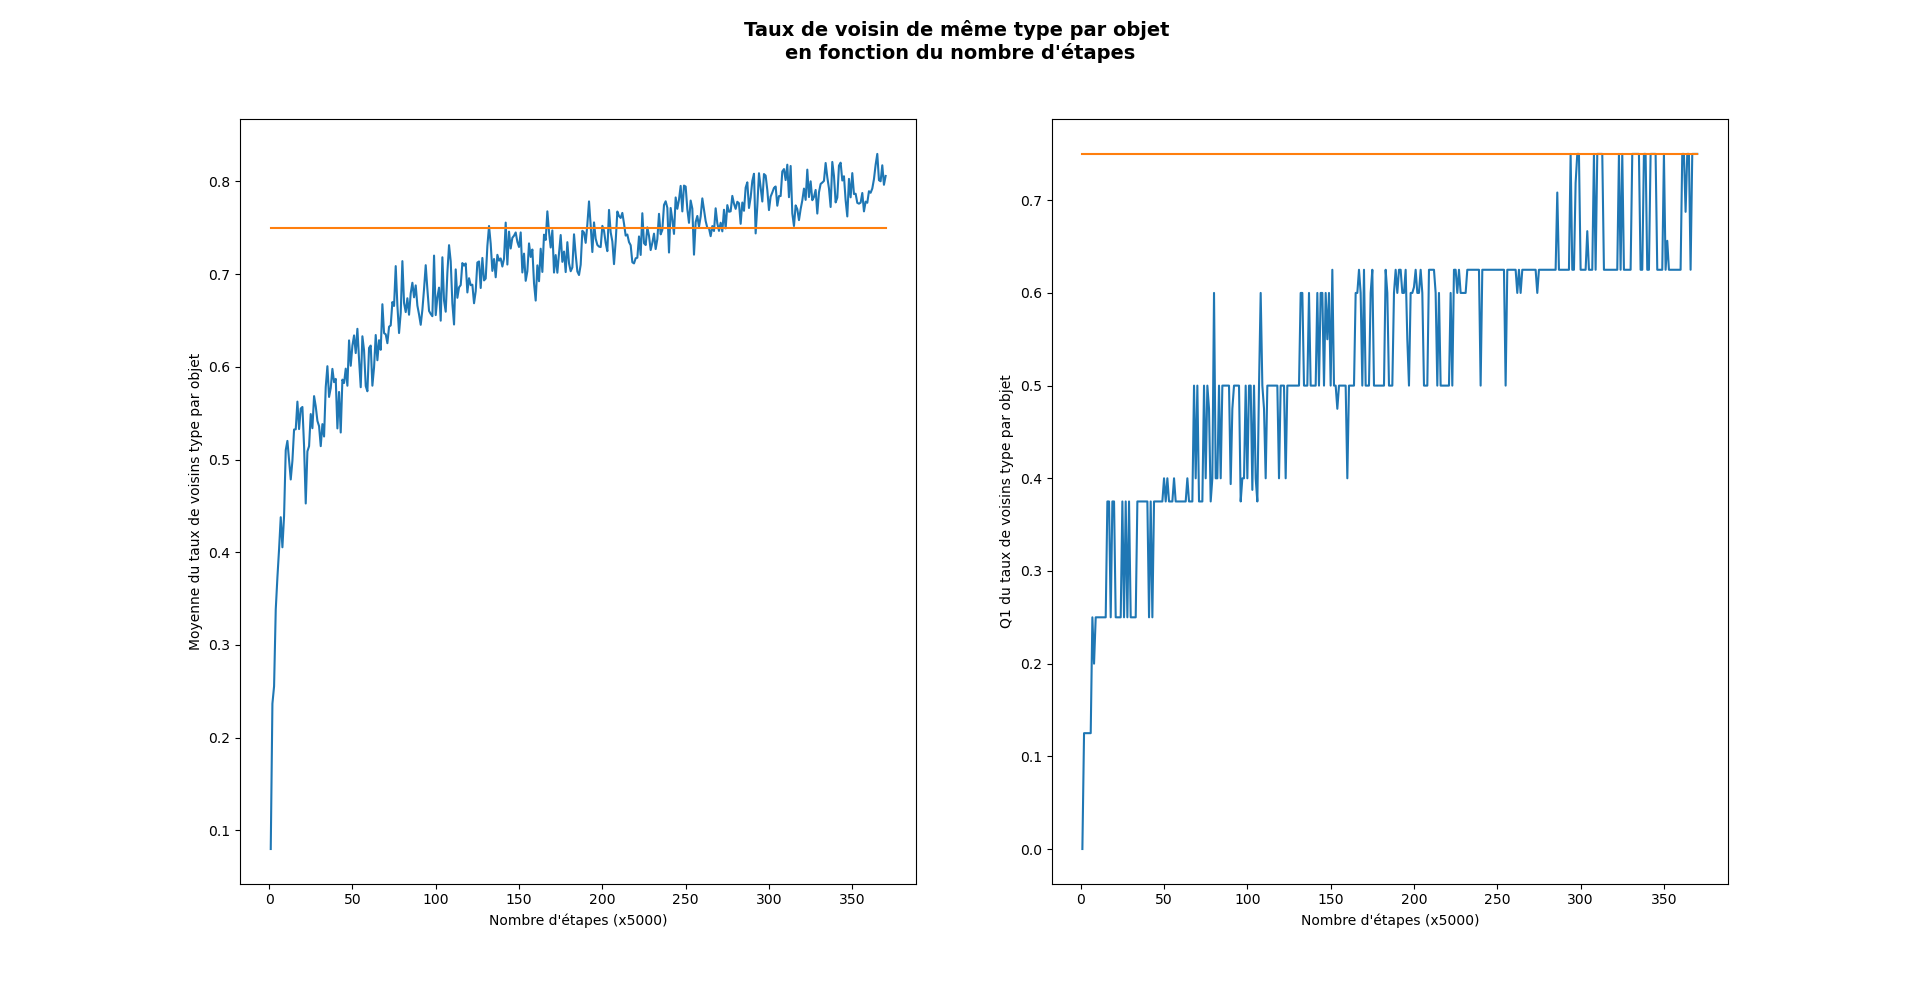 Taux de voisin de même type par objet
en fonction du nombre d'étapes
Moyenne du taux de voisins type par objet
0.8
0.7
0.6
0.5
0.4
0.3
0.2
0.1
0 50 100 150 200 250 300 350
Nombre d'étapes (x5000)
Q1 du taux de voisins type par objet
0.7
0.6
0.5
0.4
0.3
0.2
0.1
0.0
0 50 100 150 200 250 300 350
Nombre d'étapes (x5000)